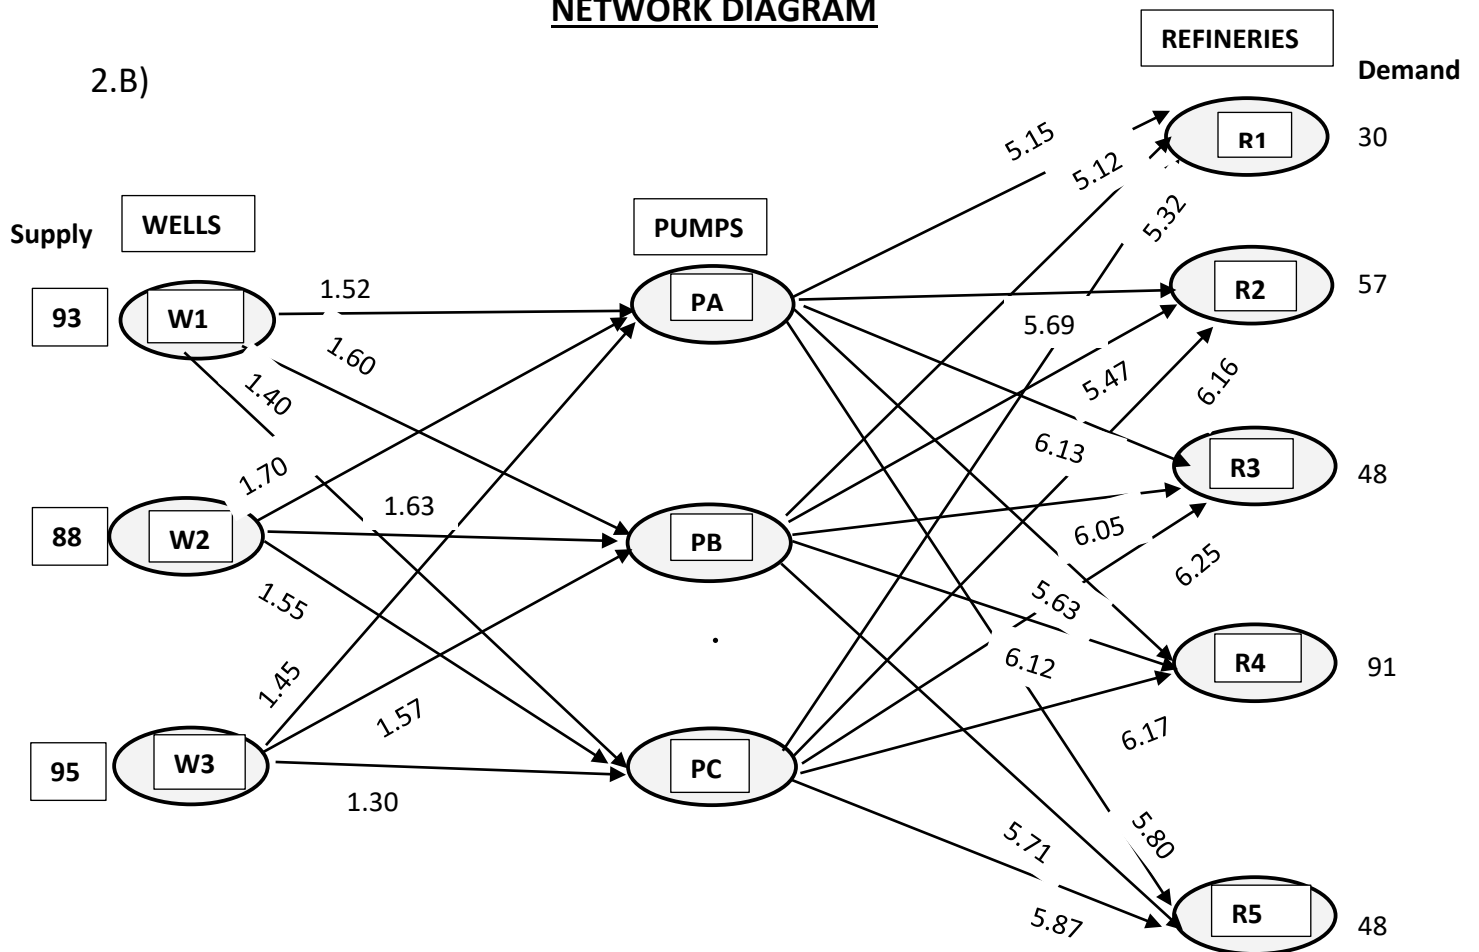 NETWORK DIAGRAM
REFINERIES
Demand
2.B)
R1
30
5.15
5.12
5.32
Supply
WELLS
PUMPS
93
W1
1.52
PA
R2
57
5.69
1.60
1.40
5.47
6.16
1.70
6.13
R3
48
88
W2
1.63
PB
6.05
6.25
1.55
5.63
6.12
R4
91
1.45
1.57
6.17
95
W3
PC
1.30
5.71
5.80
5.87
R5
48